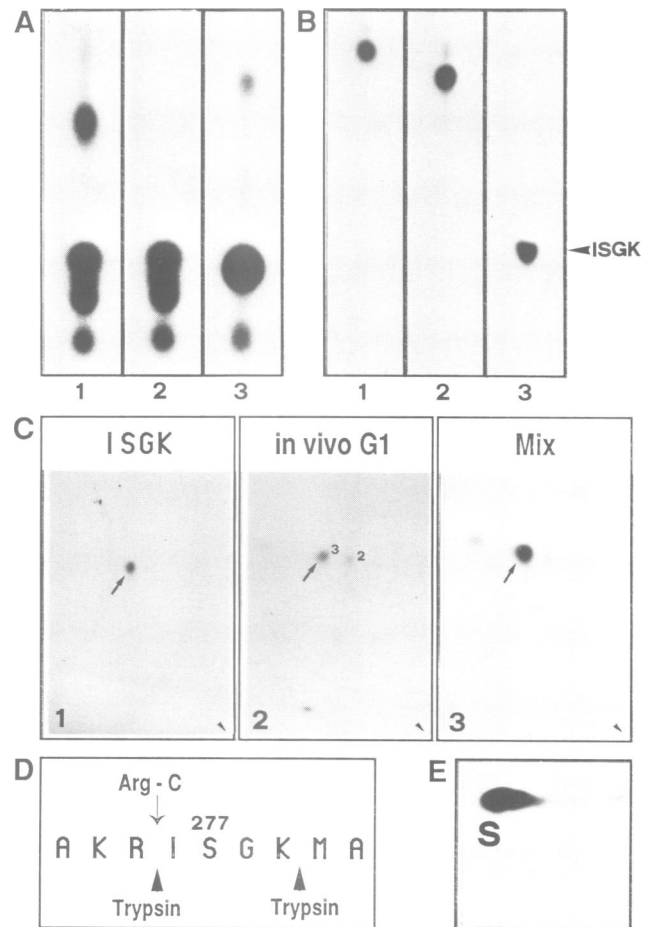 A
B
ISGK
1 2 3
1 2 3
C
ISGK
in vivo G1
Mix
3 2
1
2
3
D
Arg - C
277
A K R I S G K M A
Trypsin Trypsin
E
S